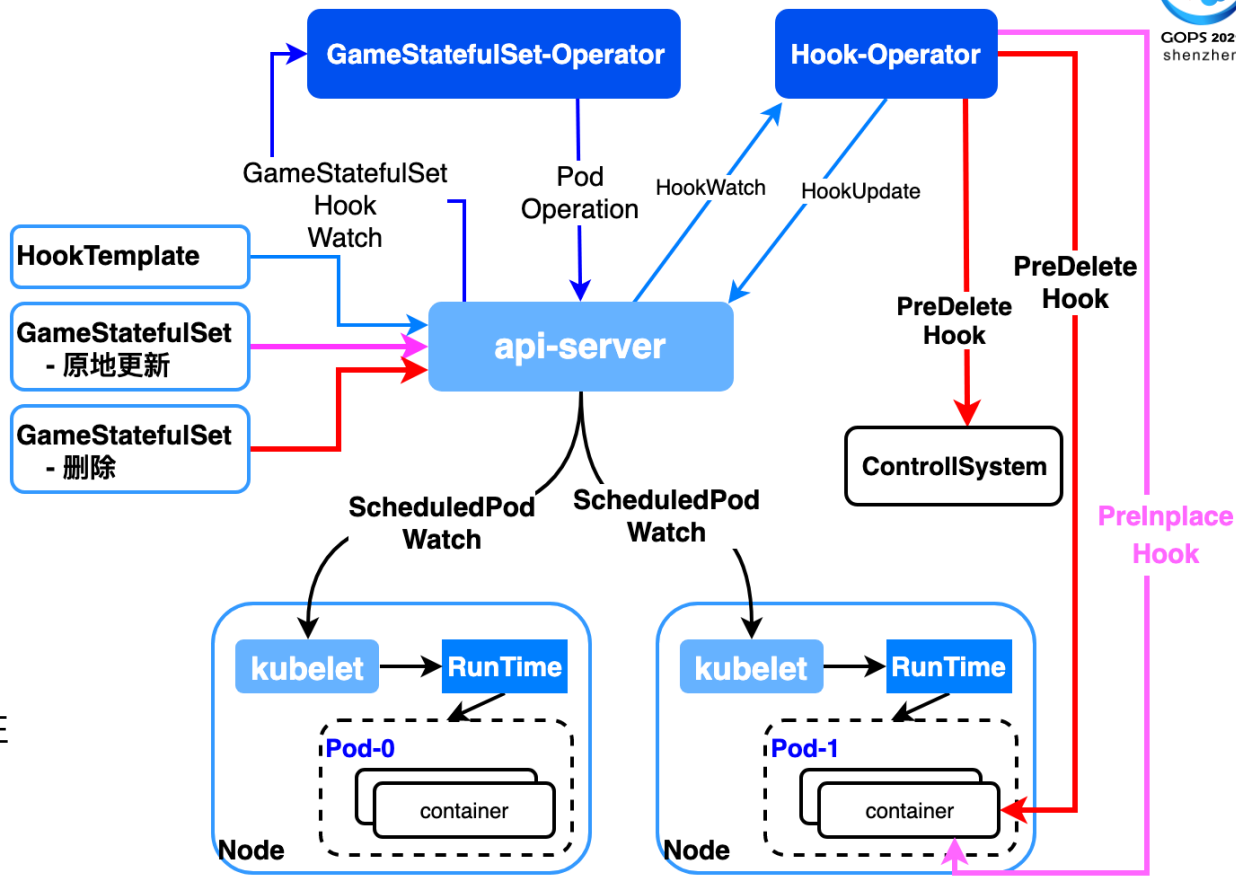 GOPS 202
shenzhen
GameStatefulSet-Operator
Hook-Operator
GameStatefulSet
Hook
Watch
Pod
Operation
HookWatch
HookUpdate
HookTemplate
GameStatefulSet
- 原地更新
GameStatefulSet
- 删除
api-server
PreDelete
Hook
PreDelete
Hook
ControllSystem
PreInplace
Hook
ScheduledPod
Watch
ScheduledPod
Watch
kubelet
RunTime
Pod-0
container
Node
kubelet
RunTime
Pod-1
container
Node